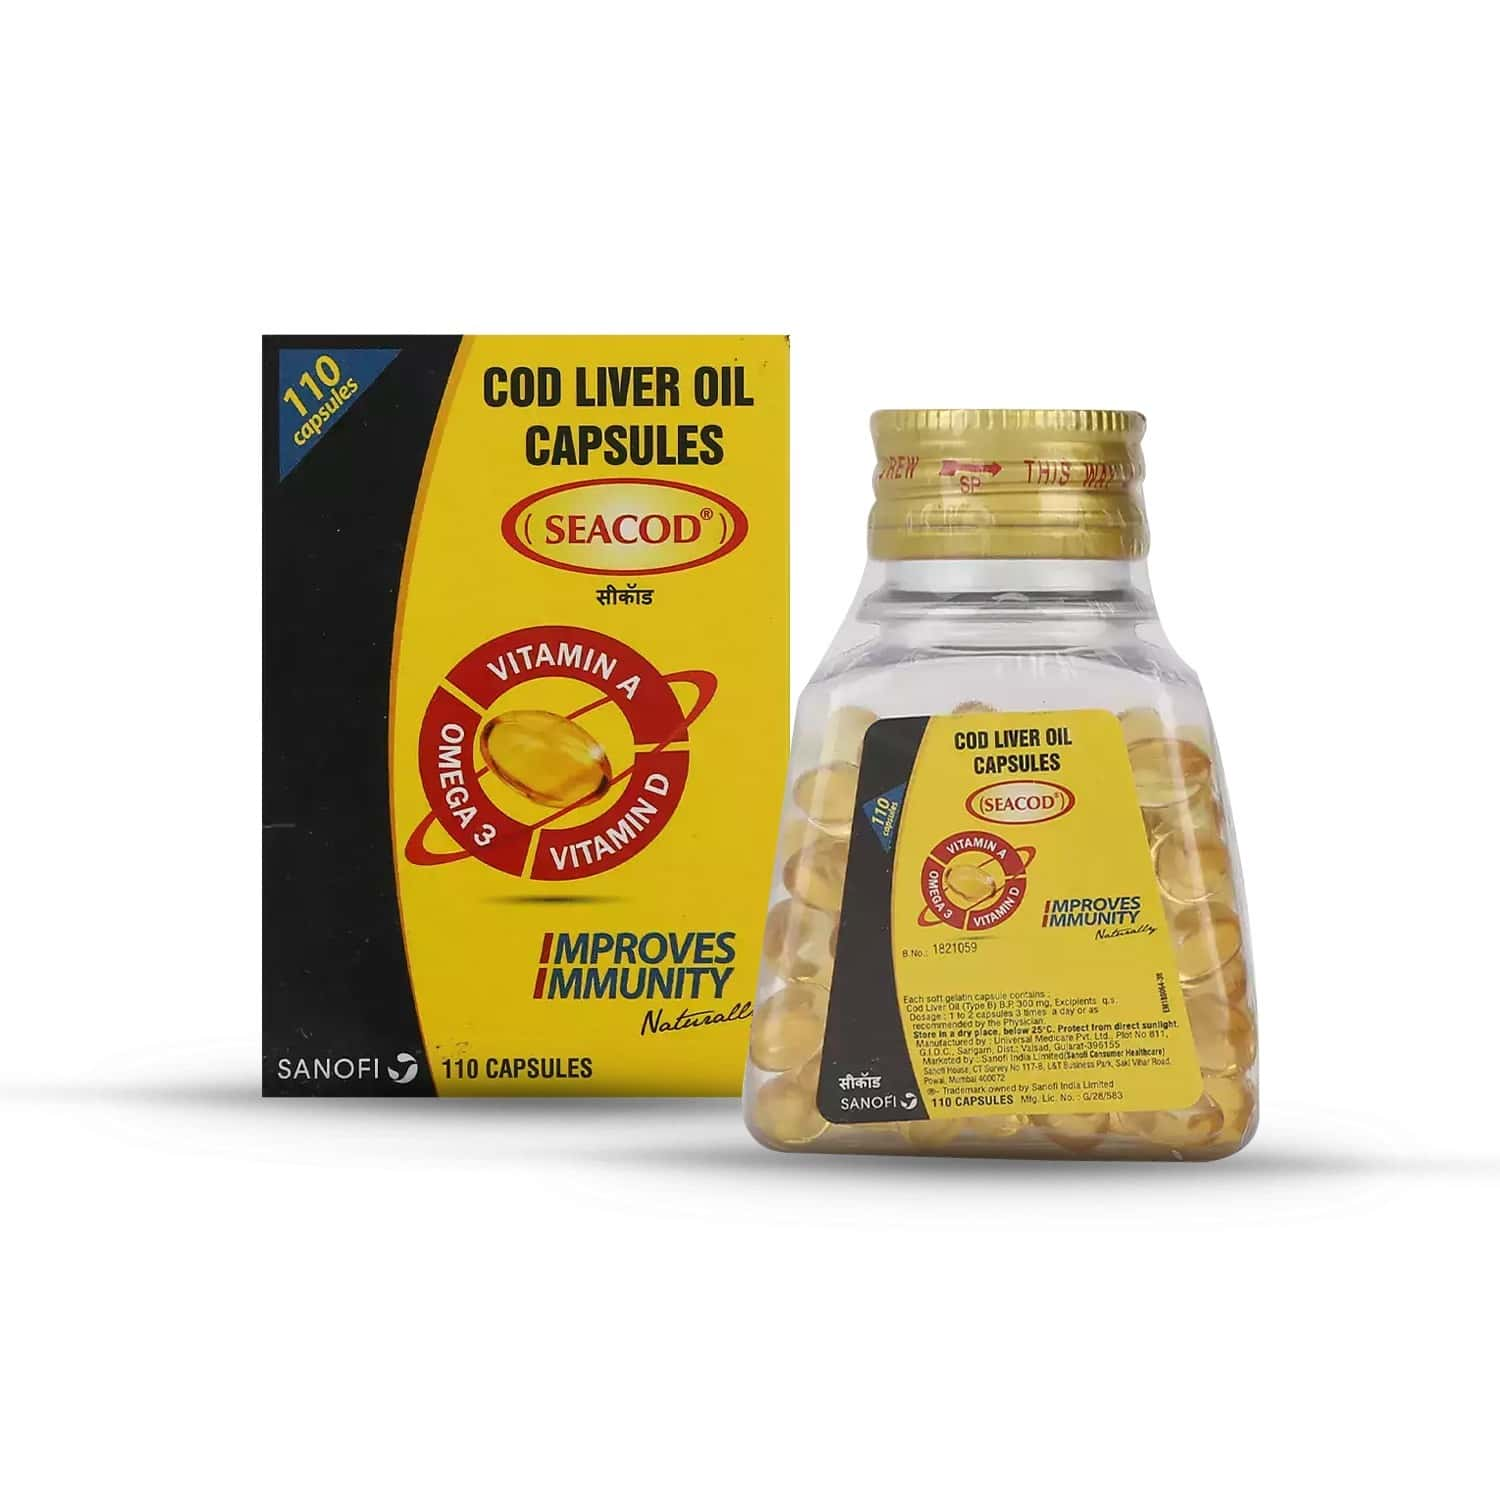 110
capsules
COD LIVER OIL
CAPSULES
(SEACOD®)
सीकॉड
VITAMIN A
OMEGA 3
VITAMIN D
IMPROVES
IMMUNITY
Naturall
SANOFI
110 CAPSULES
REW
SP
THIS WAY
COD LIVER OIL
CAPSULES
(SEACOD®)
110
capsules
VITAMIN A
OMEGA 3
VITAMIN D
IMPROVES
IMMUNITY
Naturally
B.No.: 1821059
Each soft gelatin capsule contains :
Cod Liver Oil (Type B) B.P. 300 mg, Excipients q.s.
Dosage : 1 to 2 capsules 3 times a day or as
recommended by the Physician.
Store in a dry place, below 25°C. Protect from direct sunlight.
Manufactured by : Universal Medicare Pvt. Ltd., Plot No 811,
G.I.D.C., Sarigam, Dist.: Valsad, Gujarat-396155
Marketed by : Sanofi India Limited(Sanofi Consumer Healthcare)
Sanofi House, CT Survey No 117-B, L&T Business Park, Saki Vihar Road,
Powai, Mumbai 400072
®- Trademark owned by Sanofi India Limited
110 CAPSULES Mfg. Lic. No. : G/28/583
सीकॉड
SANOFI